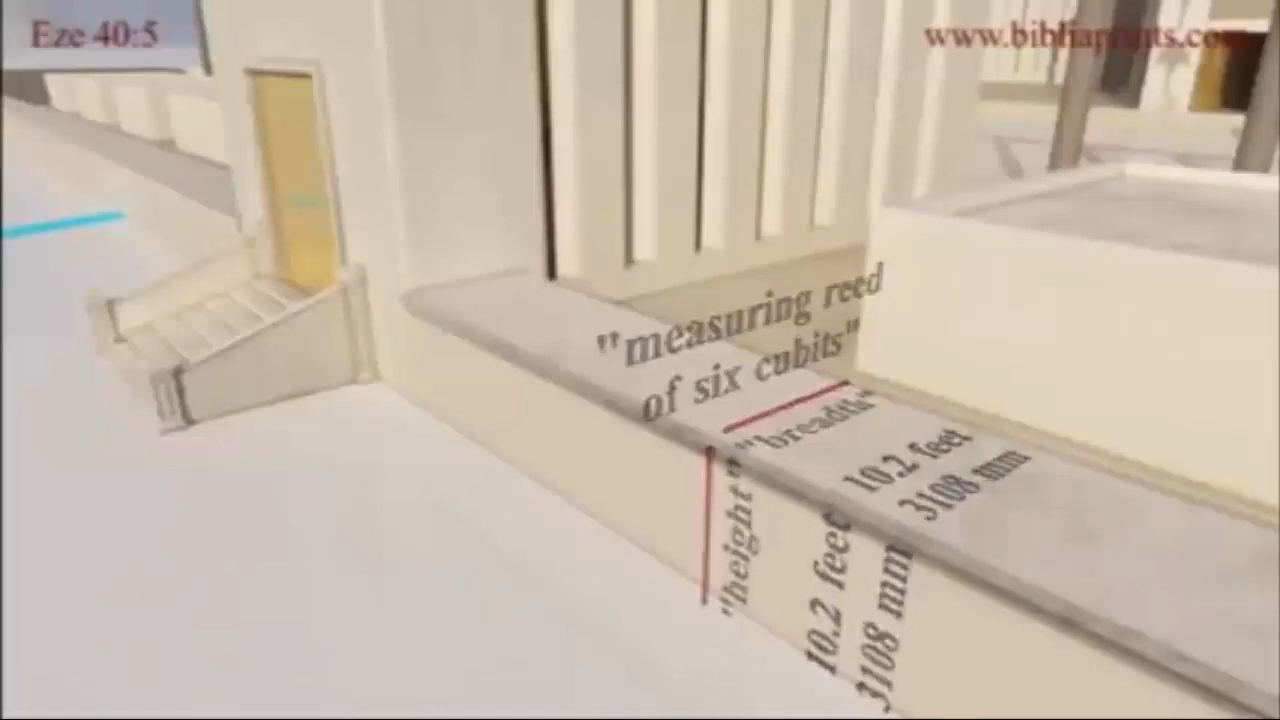 Eze 40:5
"measuring reed
of six cubits"
"breadth"
10.2 feet
3108 mm
"height"
10.2 feet
3108 mm